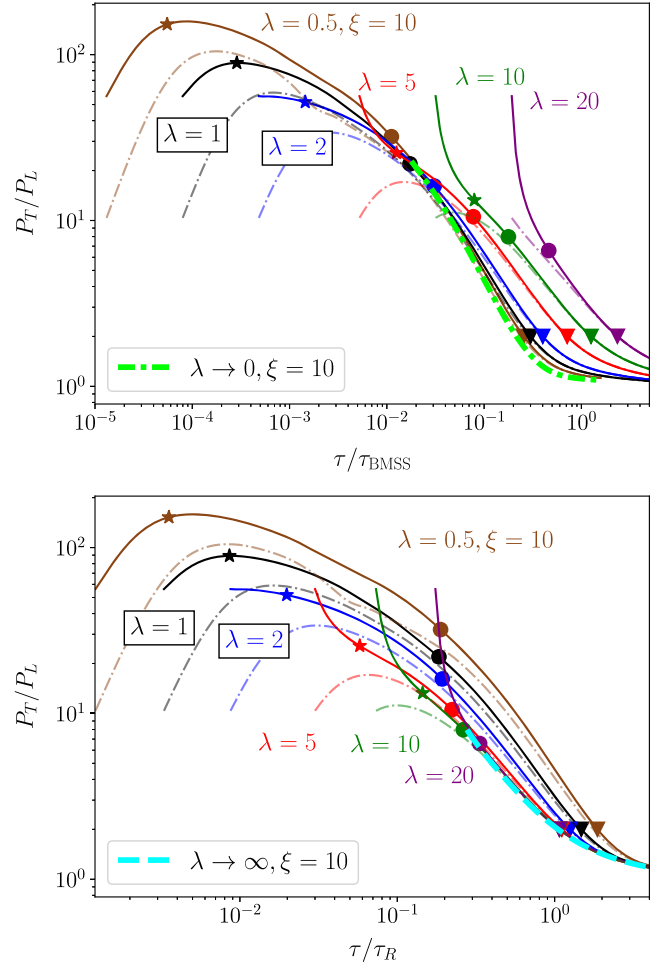 λ = 0.5, ξ = 10
λ = 5
λ = 10
λ = 20
λ = 1
λ = 2
P_T/P_L
10^2
10^1
10^0
λ → 0, ξ = 10
10^−5 10^−4 10^−3 10^−2 10^−1 10^0
τ/τ_BMSS
λ = 0.5, ξ = 10
λ = 1
λ = 2
λ = 5
λ = 10
λ = 20
P_T/P_L
10^2
10^1
10^0
λ → ∞, ξ = 10
10^−2 10^−1 10^0
τ/τ_R